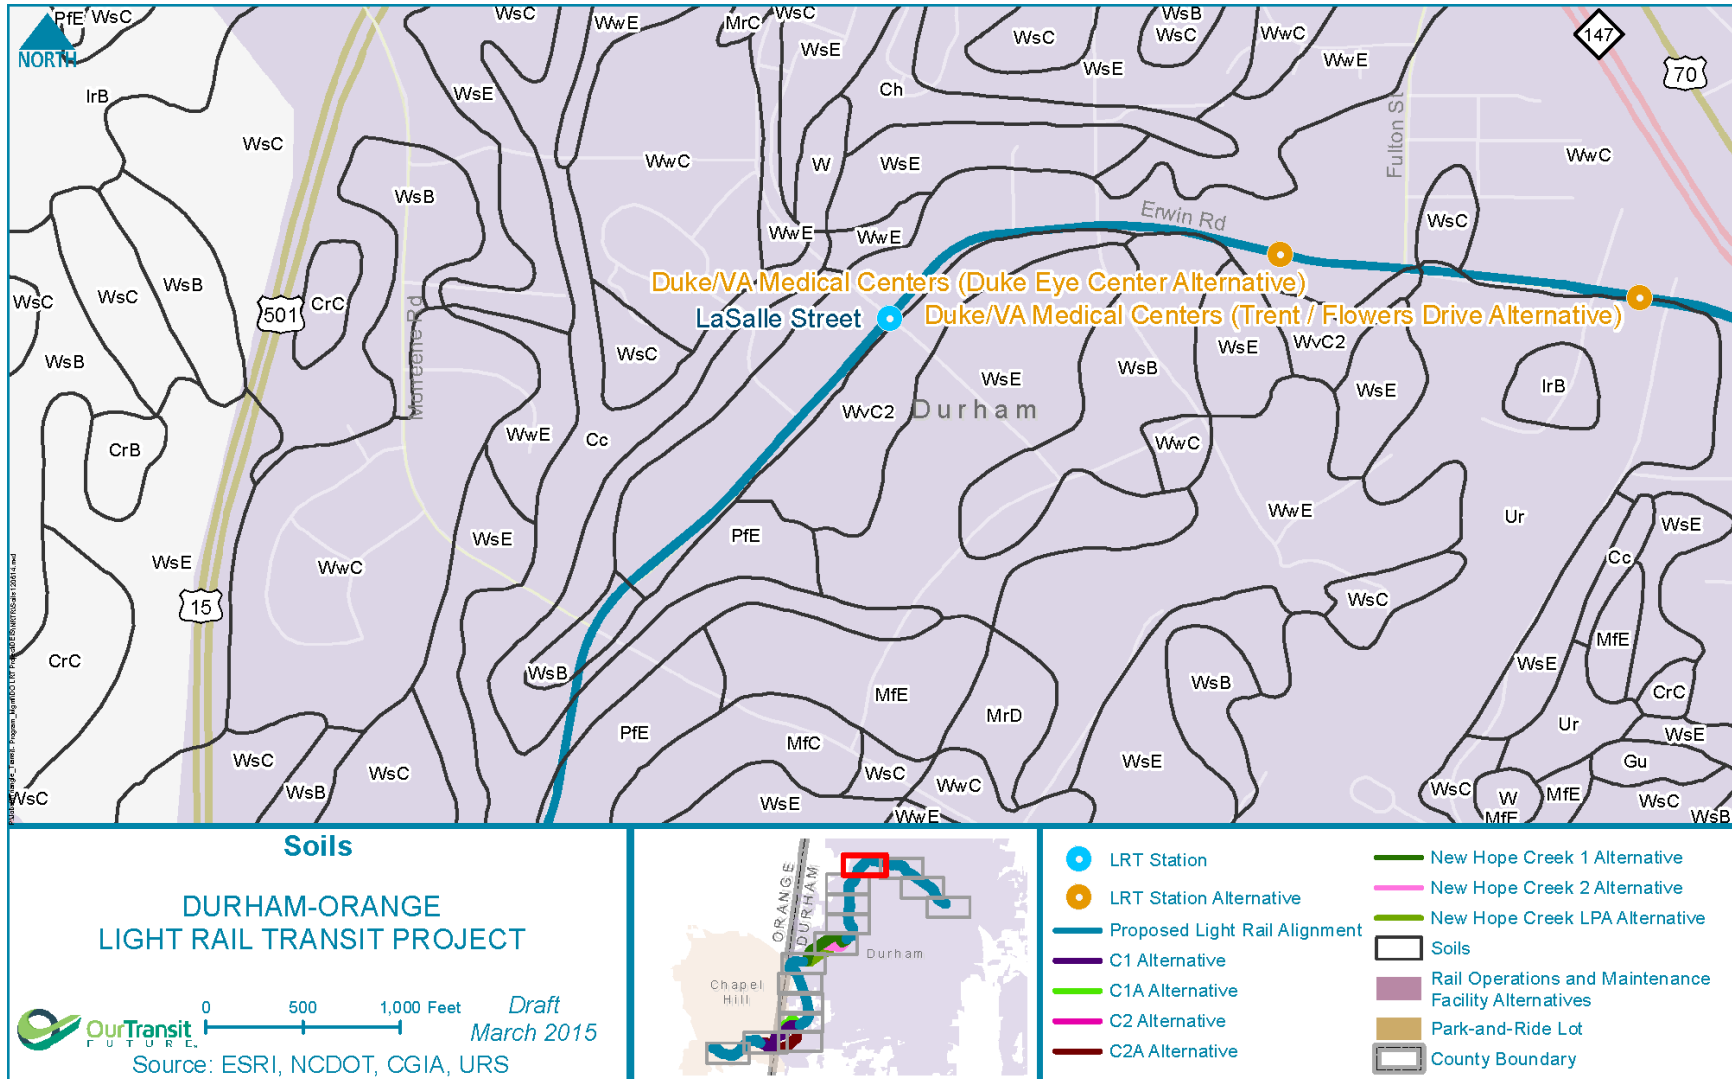 PfE
WsC
WsC
WwE
MrC
WsC
WsB
WsC
WsC
WwC
147
NORTH
WsE
WsE
WwE
70
IrB
WsE
Ch
Fulton St
WsC
WwC
W
WsE
WwC
WsB
Erwin Rd
WsC
WwE
WwE
WsC
WsB
WsC
CrC
501
Duke/VA Medical Centers (Duke Eye Center Alternative)
LaSalle Street
Duke/VA Medical Centers (Trent / Flowers Drive Alternative)
Morreene Rd
WsB
WsC
WsE
WvC2
WsE
WsB
WsE
IrB
WvC2
Durham
CrB
WwE
Cc
WwC
WsE
WwC
WsE
PfE
WwE
Ur
WsE
Cc
15
WsC
CrC
WsB
MfE
WsB
WsE
MfE
CrC
MrD
PfE
MfC
Ur
WsE
WsC
WsC
WsC
WwC
WsE
Gu
WsC
WsB
WsE
WwE
WsC
W
MfE
MfE
WsC
WsB
Soils
DURHAM-ORANGE
LIGHT RAIL TRANSIT PROJECT
0 500 1,000 Feet
Draft
March 2015
OurTransit
FUTURE
Source: ESRI, NCDOT, CGIA, URS
ORANGE
DURHAM
Durham
Chapel
Hill
LRT Station
LRT Station Alternative
Proposed Light Rail Alignment
C1 Alternative
C1A Alternative
C2 Alternative
C2A Alternative
New Hope Creek 1 Alternative
New Hope Creek 2 Alternative
New Hope Creek LPA Alternative
Soils
Rail Operations and Maintenance
Facility Alternatives
Park-and-Ride Lot
County Boundary